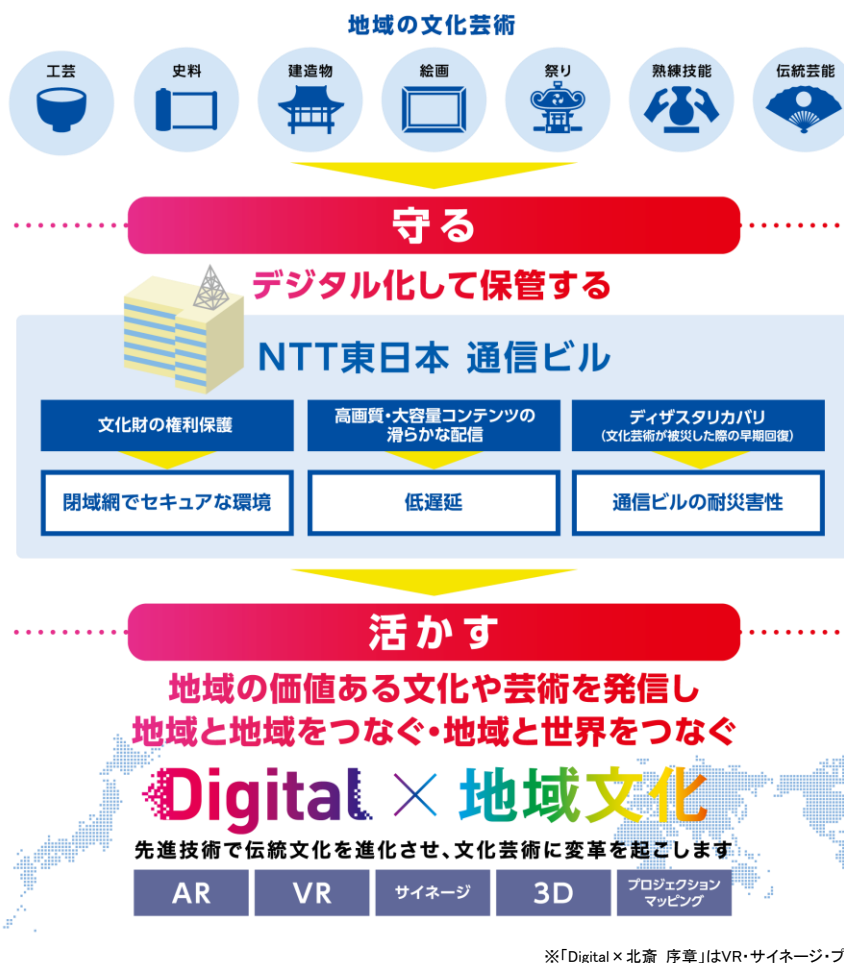 地域の文化芸術
工芸
史料
建造物
絵画
祭り
熟練技能
伝統芸能
守る
デジタル化して保管する
NTT東日本 通信ビル
文化財の権利保護
高画質・大容量コンテンツの
滑らかな配信
ディザスタリカバリ
(文化芸術が被災した際の早期回復)
閉域網でセキュアな環境
低遅延
通信ビルの耐災害性
活かす
地域の価値ある文化や芸術を発信し
地域と地域をつなぐ・地域と世界をつなぐ
Digital×地域文化
先進技術で伝統文化を進化させ、文化芸術に変革を起こします
AR
VR
サイネージ
3D
プロジェクション
マッピング
※「Digital×北斎 序章」はVR・サイネージ・プ